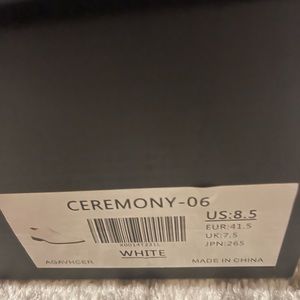 CEREMONY-06
US:8.5
EUR:41.5
UK:7.5
JPN:265
WHITE
AGAVHCER
MADE IN CHINA